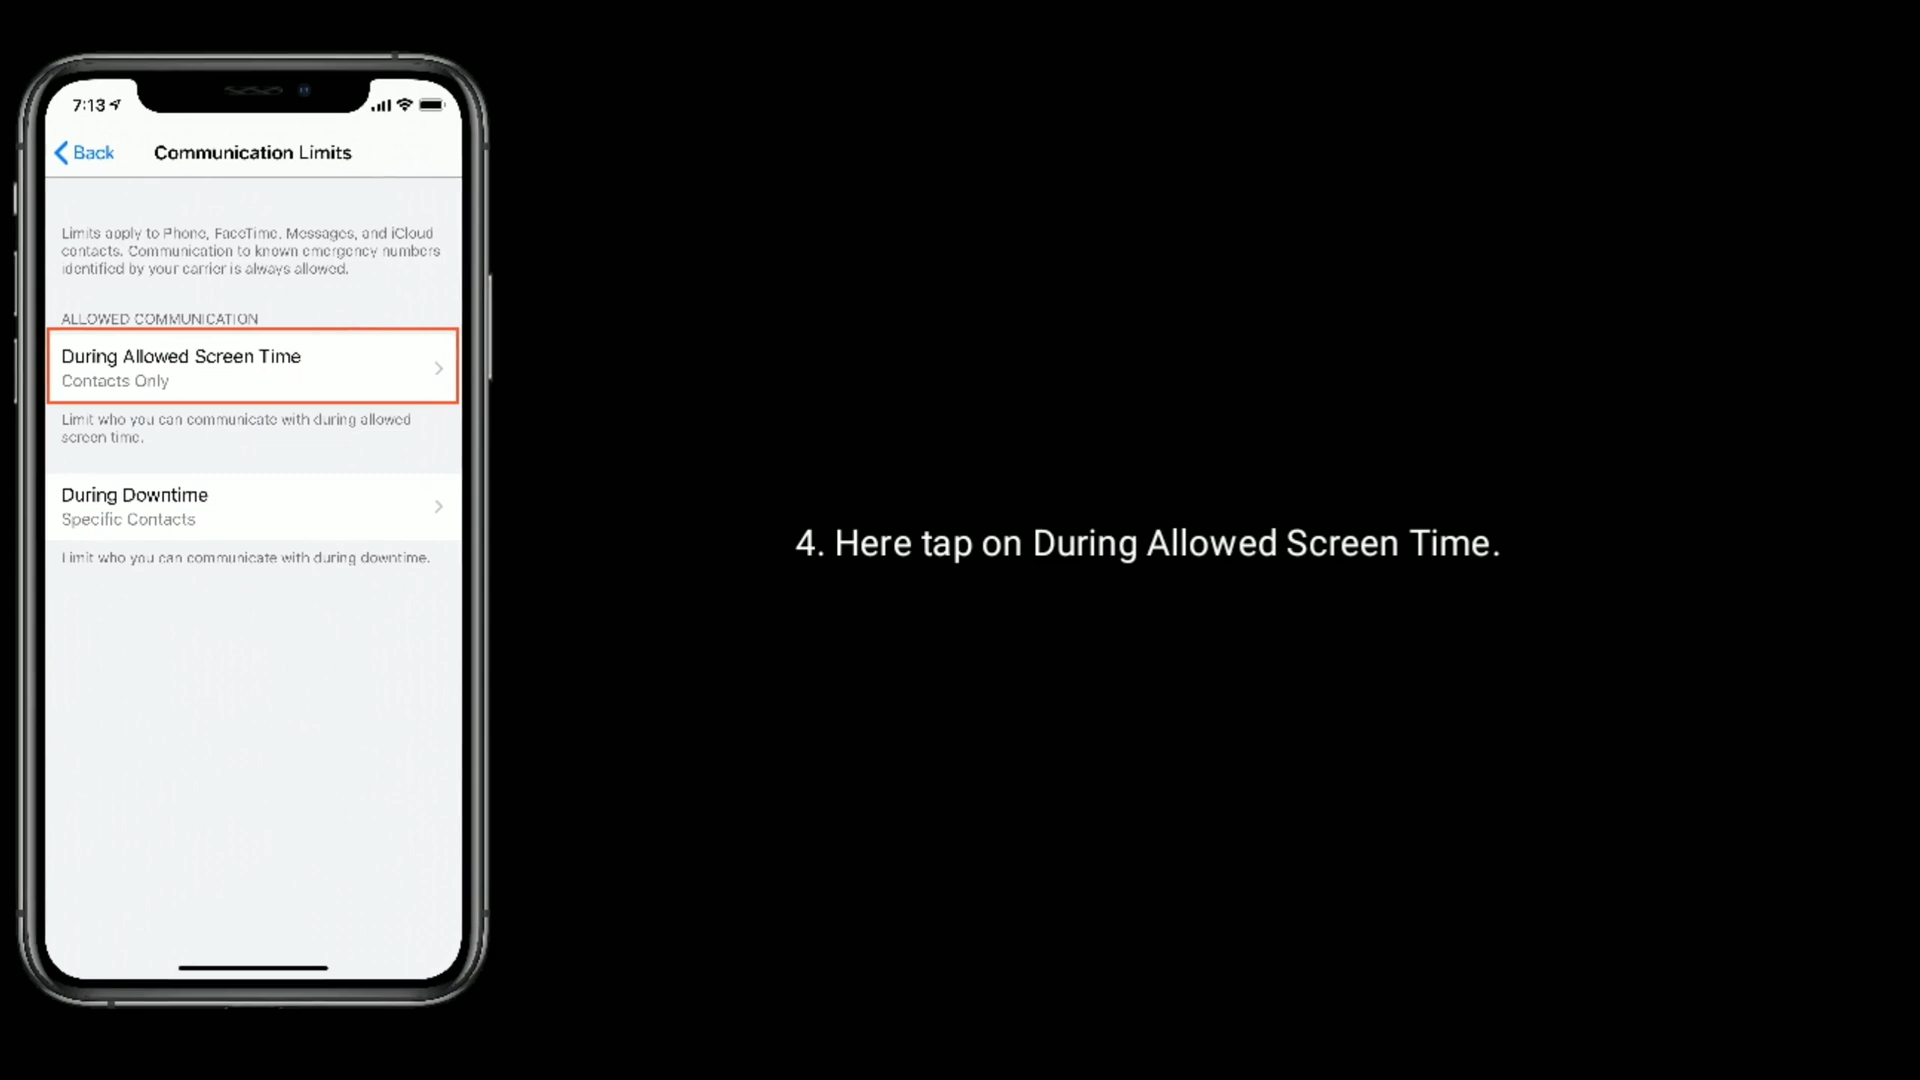 7:13
Back
Communication Limits
Limits apply to Phone, FaceTime, Messages, and iCloud
contacts. Communication to known emergency numbers
identified by your carrier is always allowed.
ALLOWED COMMUNICATION
During Allowed Screen Time
Contacts Only
Limit who you can communicate with during allowed
screen time.
During Downtime
Specific Contacts
Limit who you can communicate with during downtime.
4. Here tap on During Allowed Screen Time.